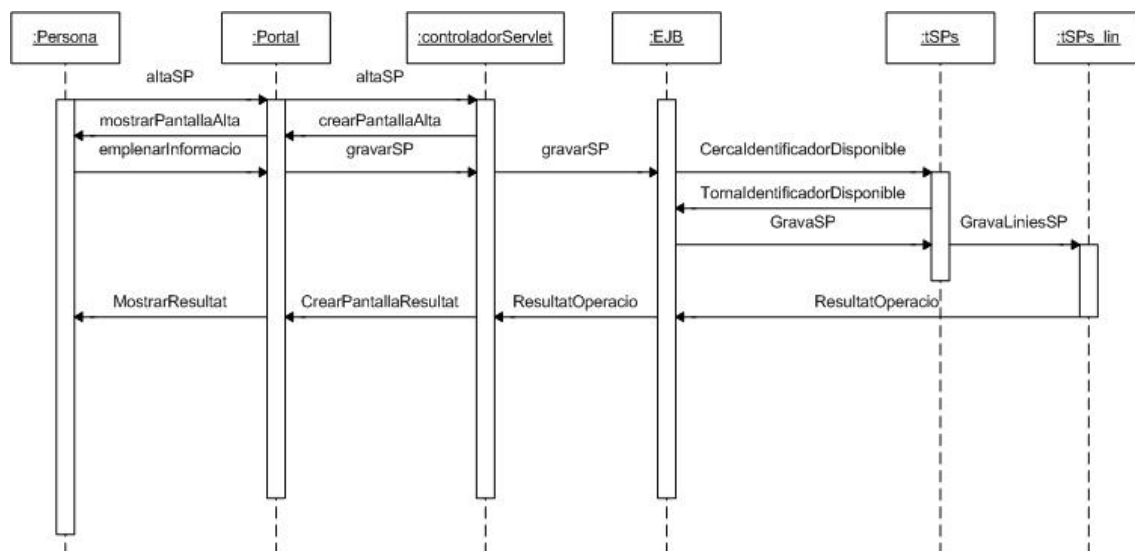 :Persona :Portal :controladorServlet :EJB :tSPs :tSPs_lin
altaSP altaSP
mostrarPantallaAlta crearPantallaAlta
emplenarInformacio gravarSP gravarSP CercaIdentificadorDisponible
TornaIdentificadorDisponible
GravaSP GravaLiniesSP
MostrarResultat CrearPantallaResultat ResultatOperacio ResultatOperacio